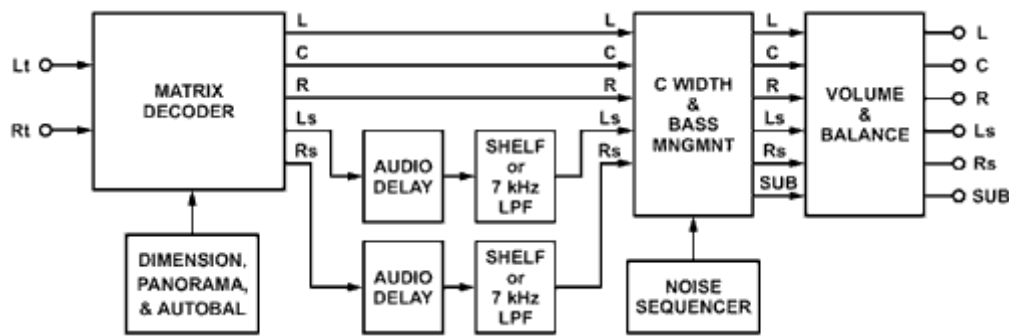 Lt
Rt
MATRIX
DECODER
L
C
R
Ls
Rs
DIMENSION,
PANORAMA,
& AUTOBAL
AUDIO
DELAY
SHELF
or
7 kHz
LPF
AUDIO
DELAY
SHELF
or
7 kHz
LPF
L
C
R
Ls
Rs
C WIDTH
&
BASS
MNGMNT
NOISE
SEQUENCER
L
C
R
Ls
Rs
SUB
VOLUME
&
BALANCE
L
C
R
Ls
Rs
SUB